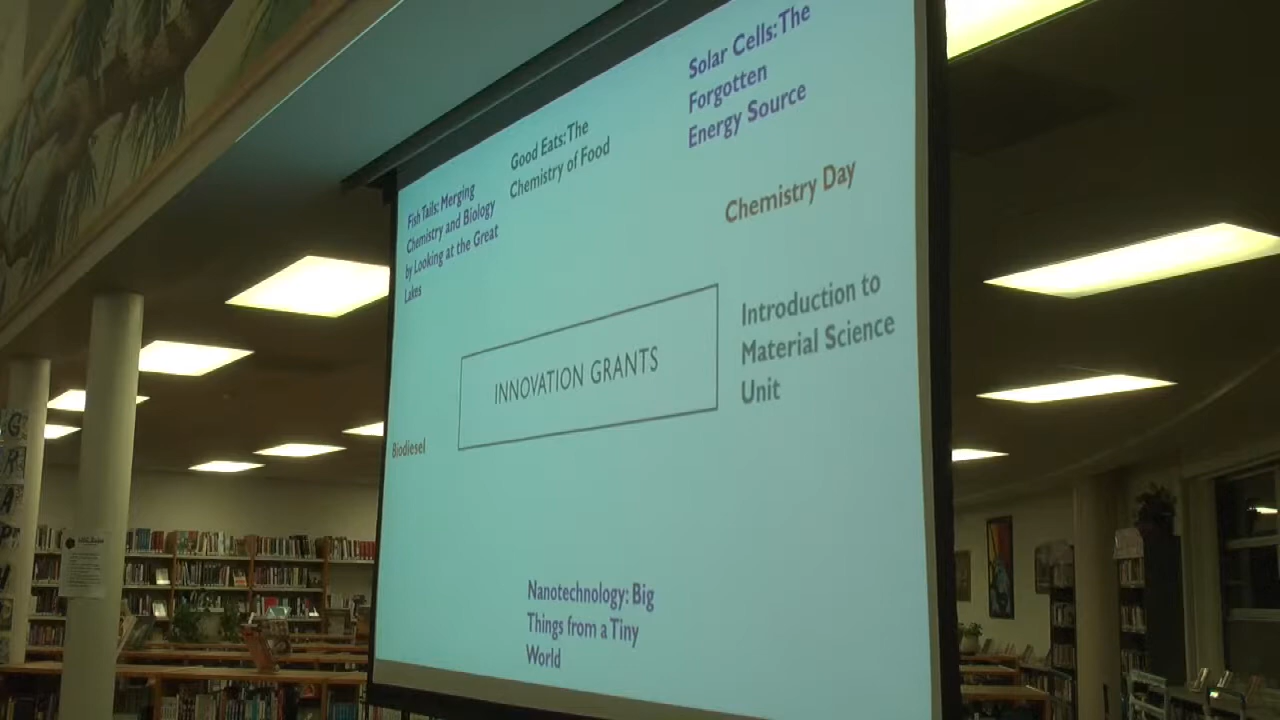 Solar Cells: The
Forgotten
Energy Source
Good Eats: The
Chemistry of Food
Fish Tails: Merging
Chemistry and Biology
by Looking at the Great
Lakes
Chemistry Day
Introduction to
Material Science
Unit
INNOVATION GRANTS
Biodiesel
Nanotechnology: Big
Things from a Tiny
World
G
R
A
P